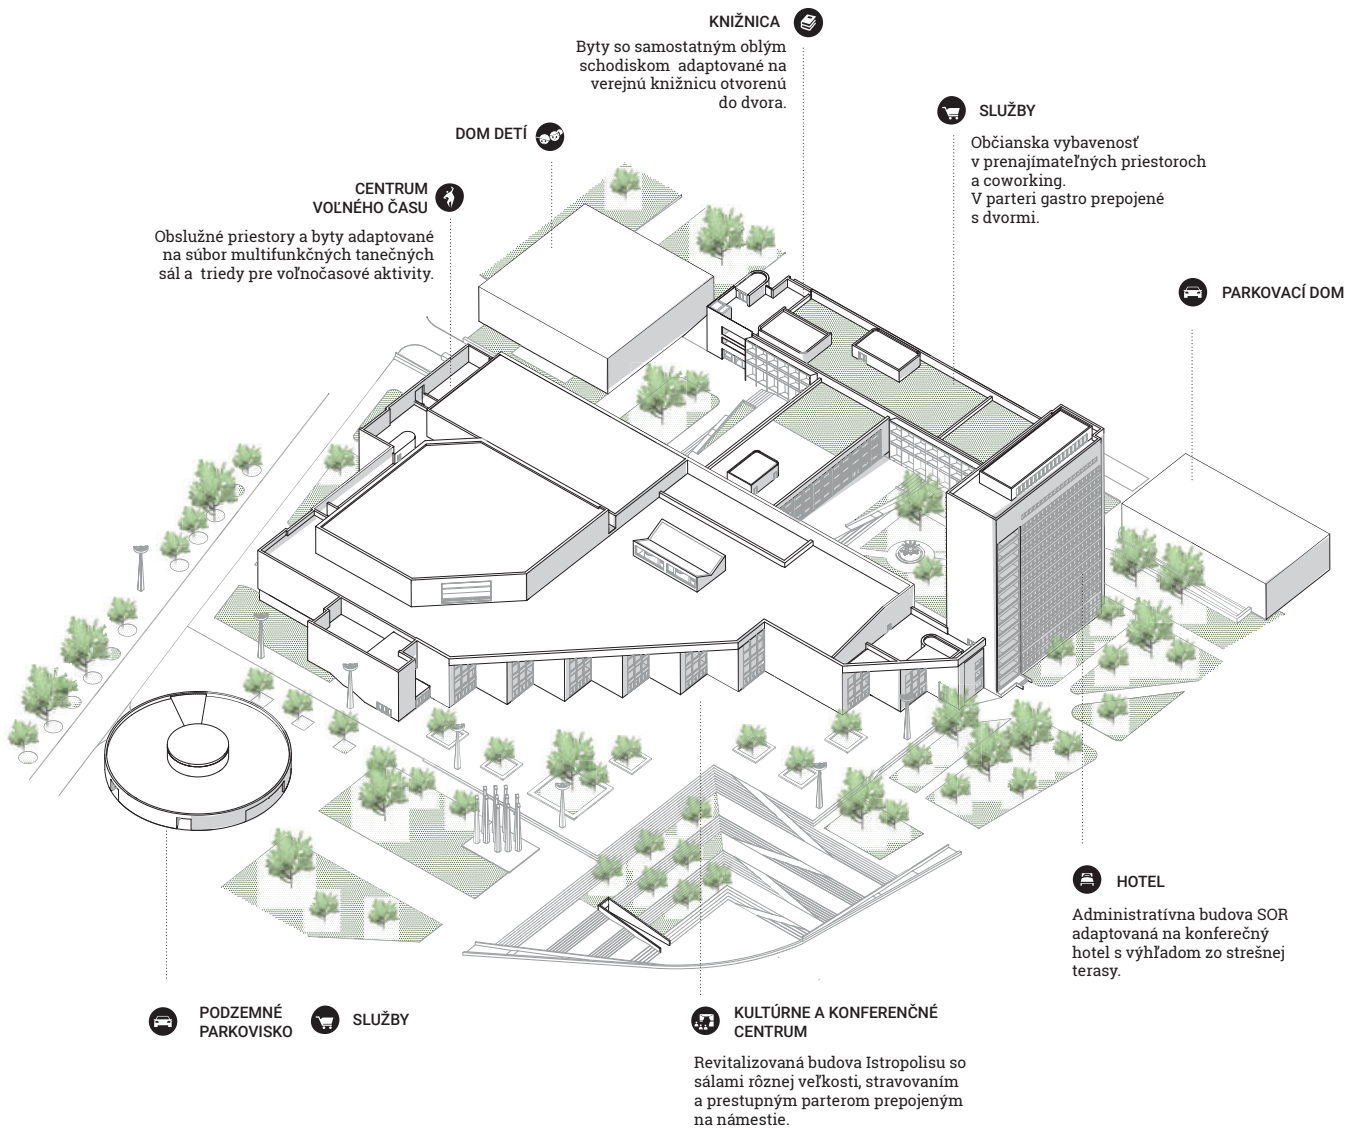 KNIŽNICA
Byty so samostatným oblým
schodiskom adaptované na
verejnú knižnicu otvorenú
do dvora.
SLUŽBY
Občianska vybavenosť
v prenajímateľných priestoroch
a coworking.
V parteri gastro prepojené
s dvormi.
DOM DETÍ
CENTRUM
VOĽNÉHO ČASU
Obslužné priestory a byty adaptované
na súbor multifunkčných tanečných
sál a triedy pre voľnočasové aktivity.
PARKOVACÍ DOM
HOTEL
Administratívna budova SOR
adaptovaná na konferečný
hotel s výhľadom zo strešnej
terasy.
PODZEMNÉ
PARKOVISKO
SLUŽBY
KULTÚRNE A KONFERENČNÉ
CENTRUM
Revitalizovaná budova Istropolisu so
sálami rôznej veľkosti, stravovaním
a prestupným parterom prepojeným
na námestie.